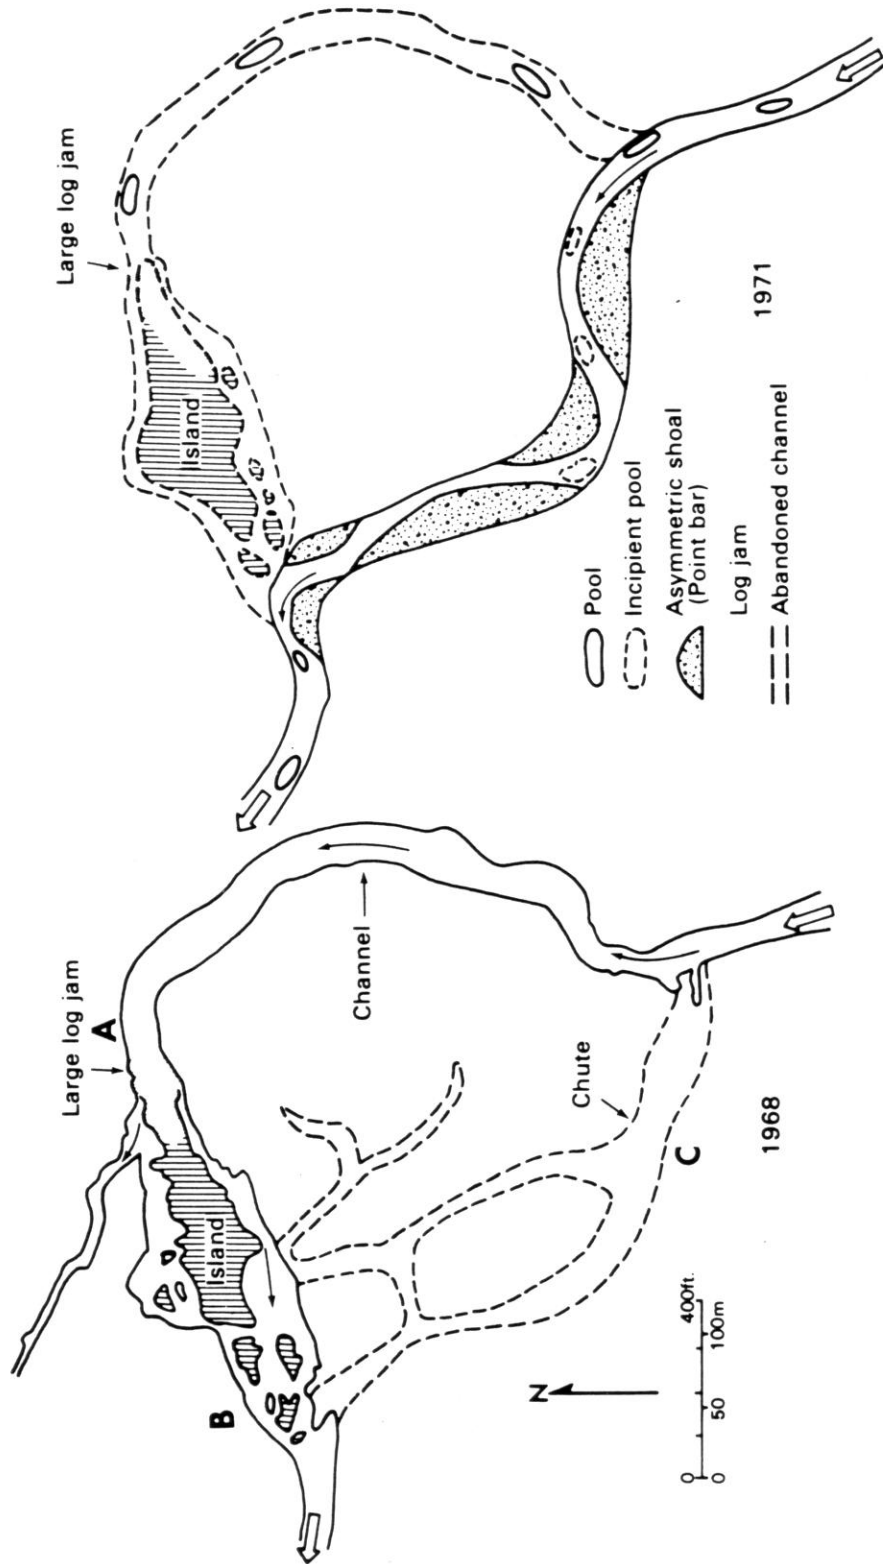 Large log jam
A
Island
B
Channel
Chute
C
1968
N
0 400ft.
0 50 100m
Large log jam
Island
1971
Pool
Incipient pool
Asymmetric shoal
(Point bar)
Log jam
Abandoned channel